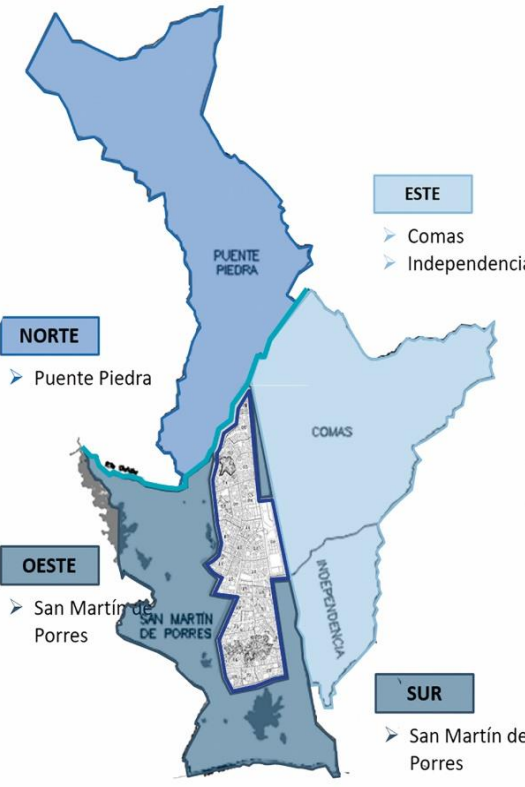 PUENTE
PIEDRA
ESTE
Comas
Independencia
NORTE
Puente Piedra
COMAS
OESTE
San Martín de
Porres
SAN MARTÍN
DE PORRES
INDEPENDENCIA
SUR
San Martín de
Porres